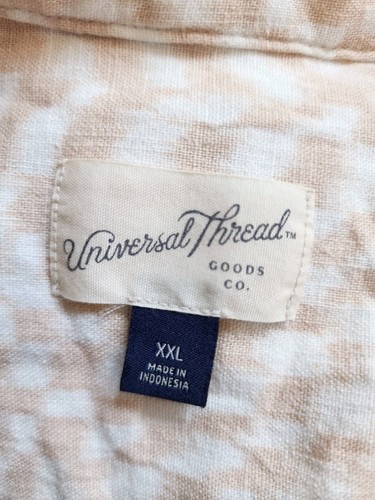 Universal Thread™
GOODS
CO.
XXL
MADE IN
INDONESIA